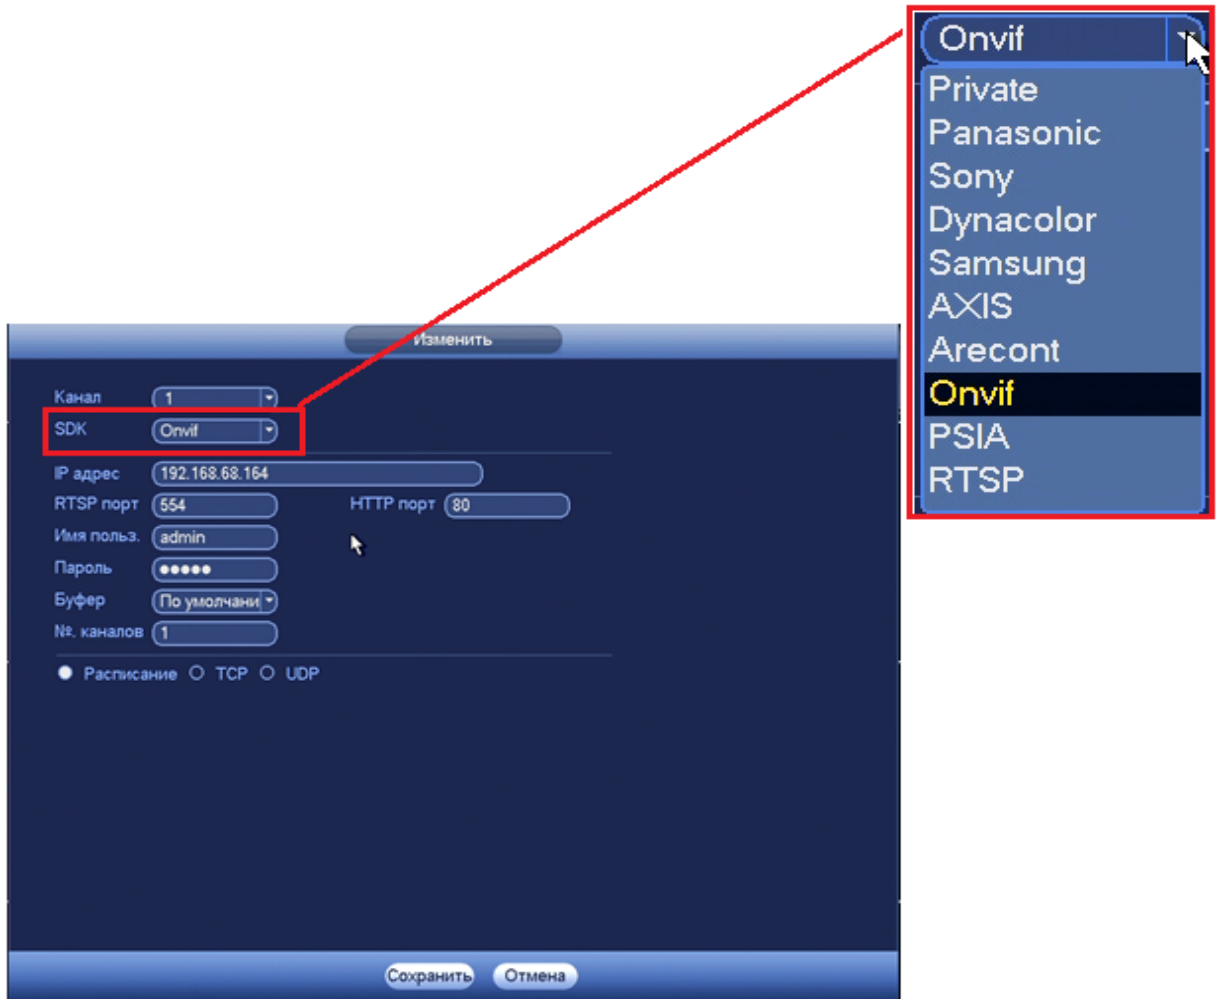 Onvif
Private
Panasonic
Sony
Dynacolor
Samsung
AXIS
Arecont
Onvif
PSIA
RTSP
Изменить
Канал 1
SDK Onvif
IP адрес 192.168.68.164
RTSP порт 554 HTTP порт 80
Имя польз. admin
Пароль •••••
Буфер По умолчани
№. каналов 1
Расписание TCP UDP
Сохранить Отмена